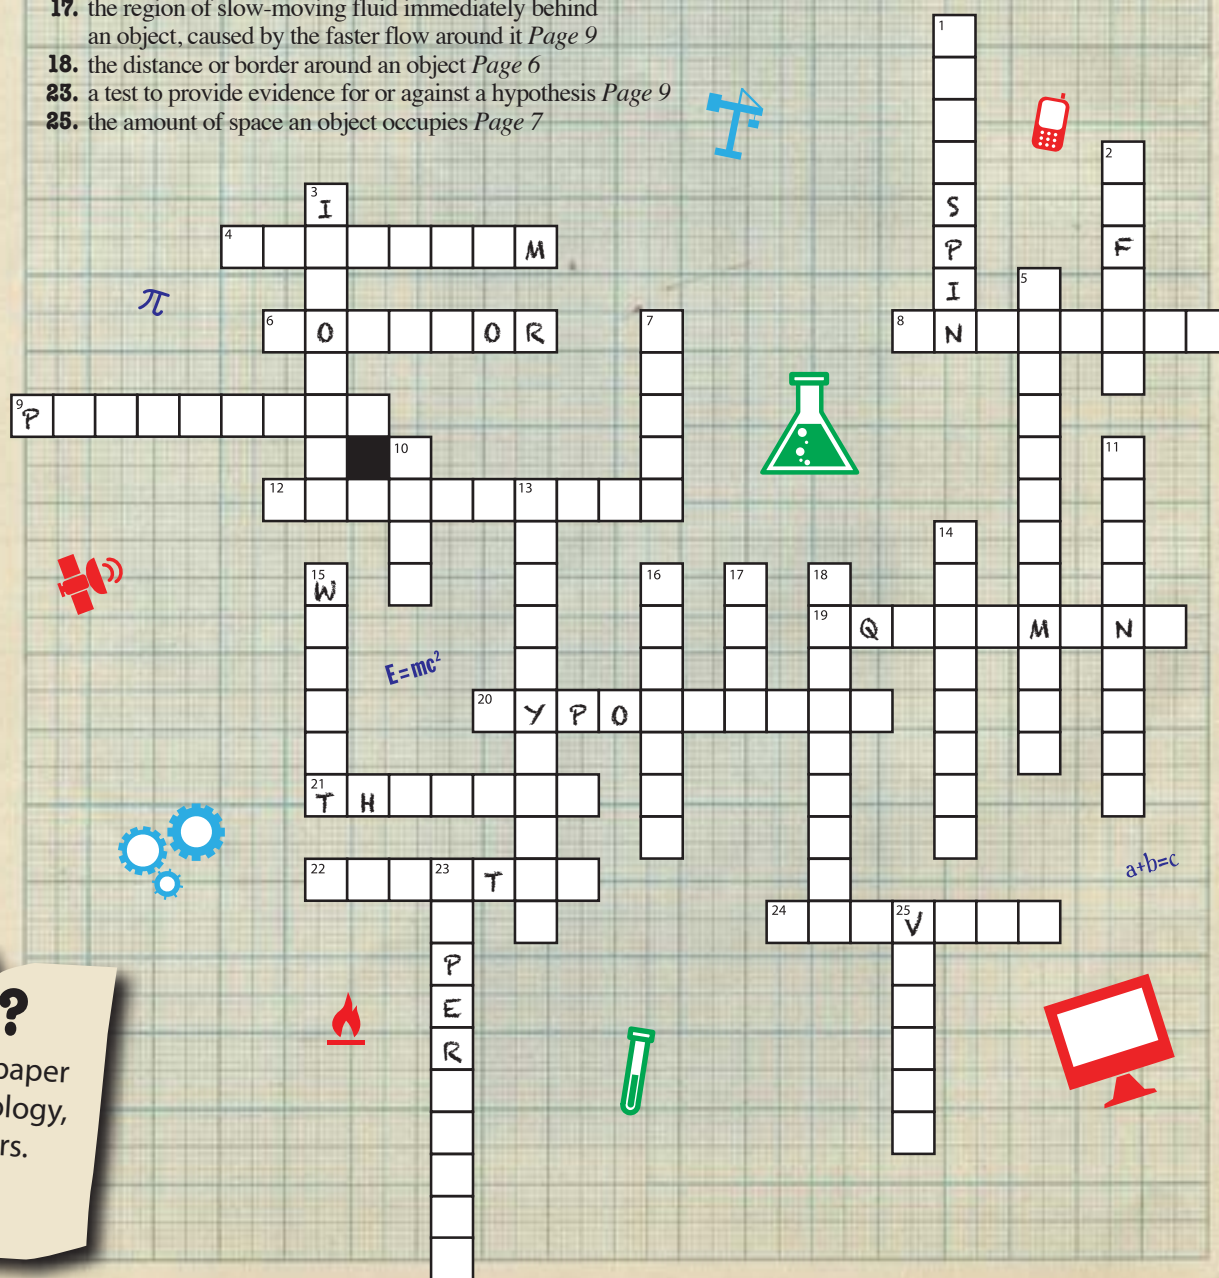 17. the region of slow-moving fluid immediately behind
an object, caused by the faster flow around it Page 9
18. the distance or border around an object Page 6
23. a test to provide evidence for or against a hypothesis Page 9
25. the amount of space an object occupies Page 7
1
2
3 I
S
4 M
P
F
I
5
π
6 O O R
7
8 N
9 P
10
11
12 13
14
15 W
16
17
18
19 Q M N
E=mc²
20 Y P O
21 T H
22 23 T
a+b=c
24 25 V
P
?
E
R
paper
ology,
rs.